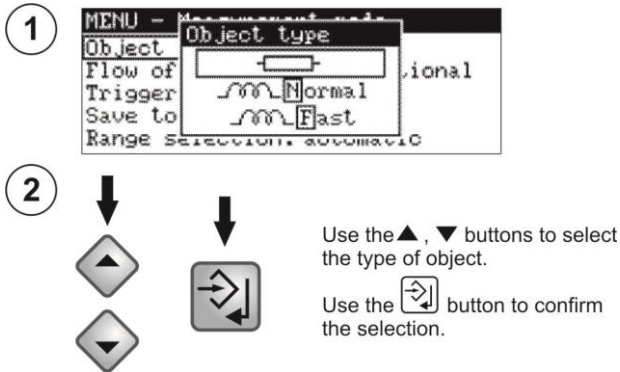 1
MENU -
Object type
Object
Flow of ional
Trigger Normal
Save to Fast
Range selection: automatic
2
Use the ▲ , ▼ buttons to select
the type of object.
Use the button to confirm
the selection.